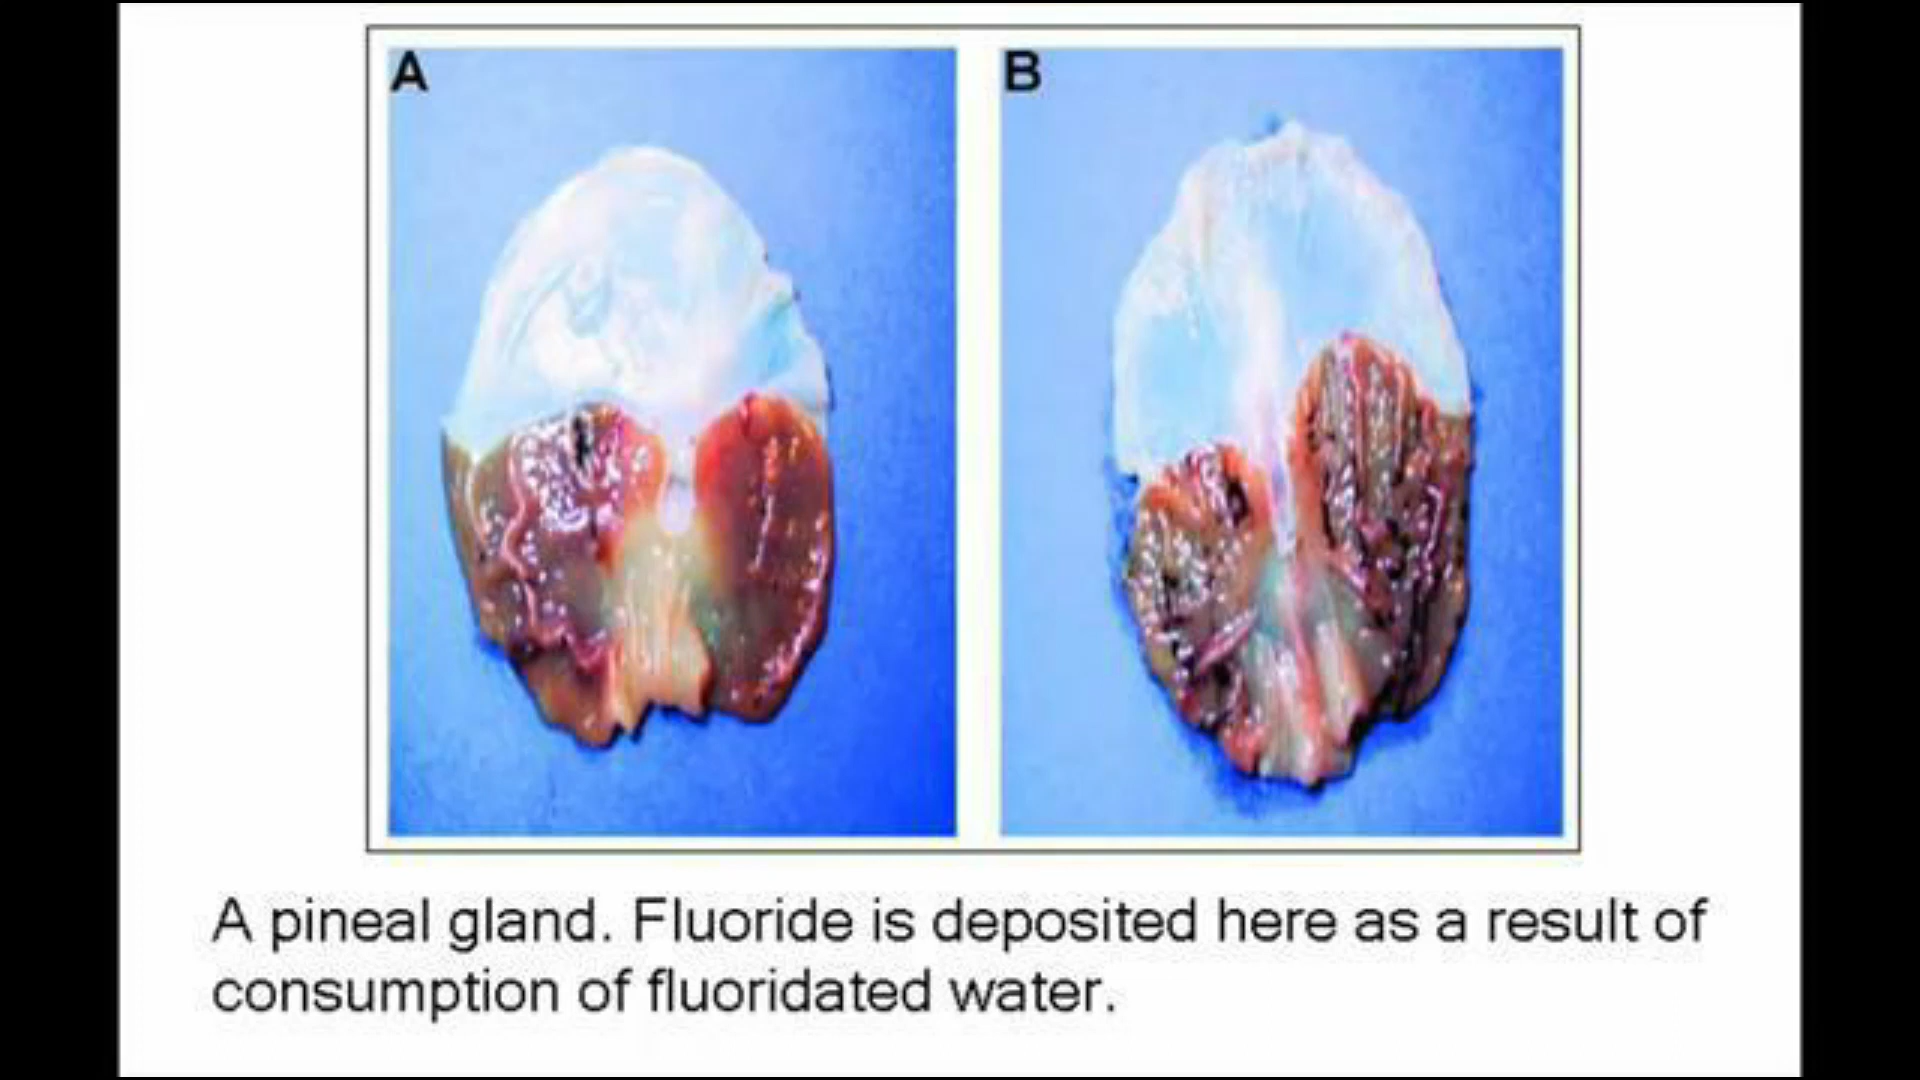 A
B
A pineal gland. Fluoride is deposited here as a result of
consumption of fluoridated water.